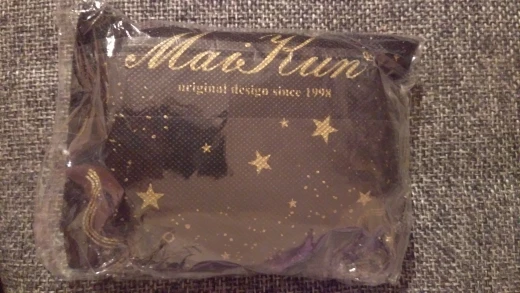 MaiKun
original design since 1998